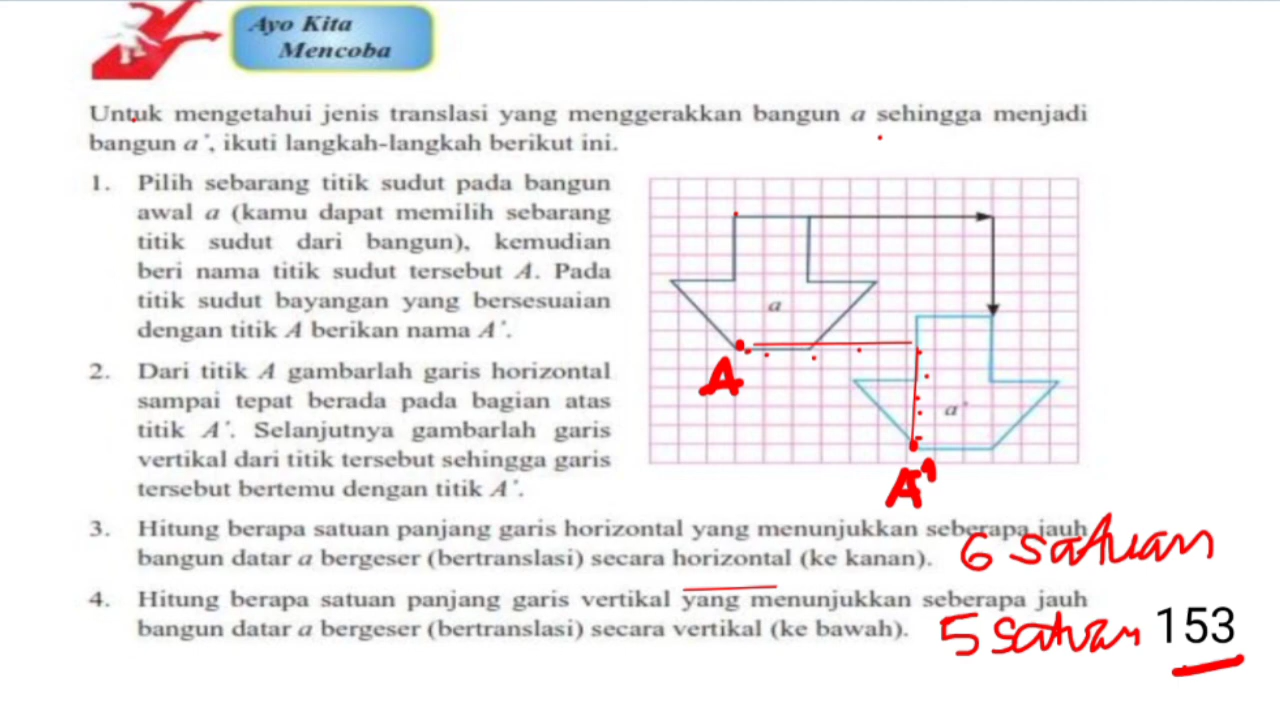 Ayo Kita
Mencoba
Untuk mengetahui jenis translasi yang menggerakkan bangun a sehingga menjadi
bangun a', ikuti langkah-langkah berikut ini.
1. Pilih sebarang titik sudut pada bangun
awal a (kamu dapat memilih sebarang
titik sudut dari bangun), kemudian
beri nama titik sudut tersebut A. Pada
titik sudut bayangan yang bersesuaian
dengan titik A berikan nama A'.
2. Dari titik A gambarlah garis horizontal
sampai tepat berada pada bagian atas
titik A'. Selanjutnya gambarlah garis
vertikal dari titik tersebut sehingga garis
tersebut bertemu dengan titik A'.
a
A
a'
A'
3. Hitung berapa satuan panjang garis horizontal yang menunjukkan seberapa jauh
bangun datar a bergeser (bertranslasi) secara horizontal (ke kanan). 6 satuan
4. Hitung berapa satuan panjang garis vertikal yang menunjukkan seberapa jauh
bangun datar a bergeser (bertranslasi) secara vertikal (ke bawah). 5 satuan 153